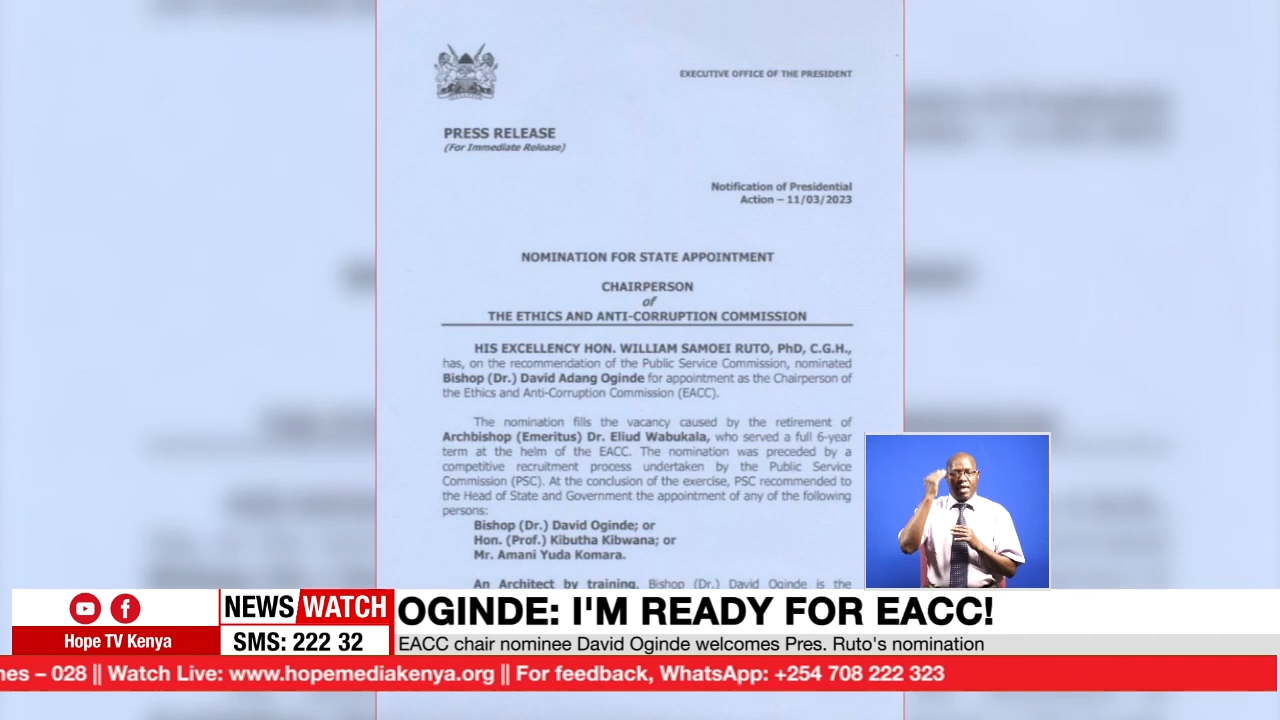 EXECUTIVE OFFICE OF THE PRESIDENT
PRESS RELEASE
(For Immediate Release)
Notification of Presidential
Action – 11/03/2023
NOMINATION FOR STATE APPOINTMENT
CHAIRPERSON
of
THE ETHICS AND ANTI-CORRUPTION COMMISSION
HIS EXCELLENCY HON. WILLIAM SAMOEI RUTO, PhD, C.G.H.,
has, on the recommendation of the Public Service Commission, nominated
Bishop (Dr.) David Adang Oginde for appointment as the Chairperson of
the Ethics and Anti-Corruption Commission (EACC).
The nomination fills the vacancy caused by the retirement of
Archbishop (Emeritus) Dr. Eliud Wabukala, who served a full 6-year
term at the helm of the EACC. The nomination was preceded by a
competitive recruitment process undertaken by the Public Service
Commission (PSC). At the conclusion of the exercise, PSC recommended to
the Head of State and Government the appointment of any of the following
persons:
Bishop (Dr.) David Oginde; or
Hon. (Prof.) Kibutha Kibwana; or
Mr. Amani Yuda Komara.
An Architect by training, Bishop (Dr.) David Oginde is the
Hope TV Kenya
NEWS WATCH
SMS: 222 32
OGINDE: I'M READY FOR EACC!
EACC chair nominee David Oginde welcomes Pres. Ruto's nomination
nes – 028 || Watch Live: www.hopemediakenya.org || For feedback, WhatsApp: +254 708 222 323